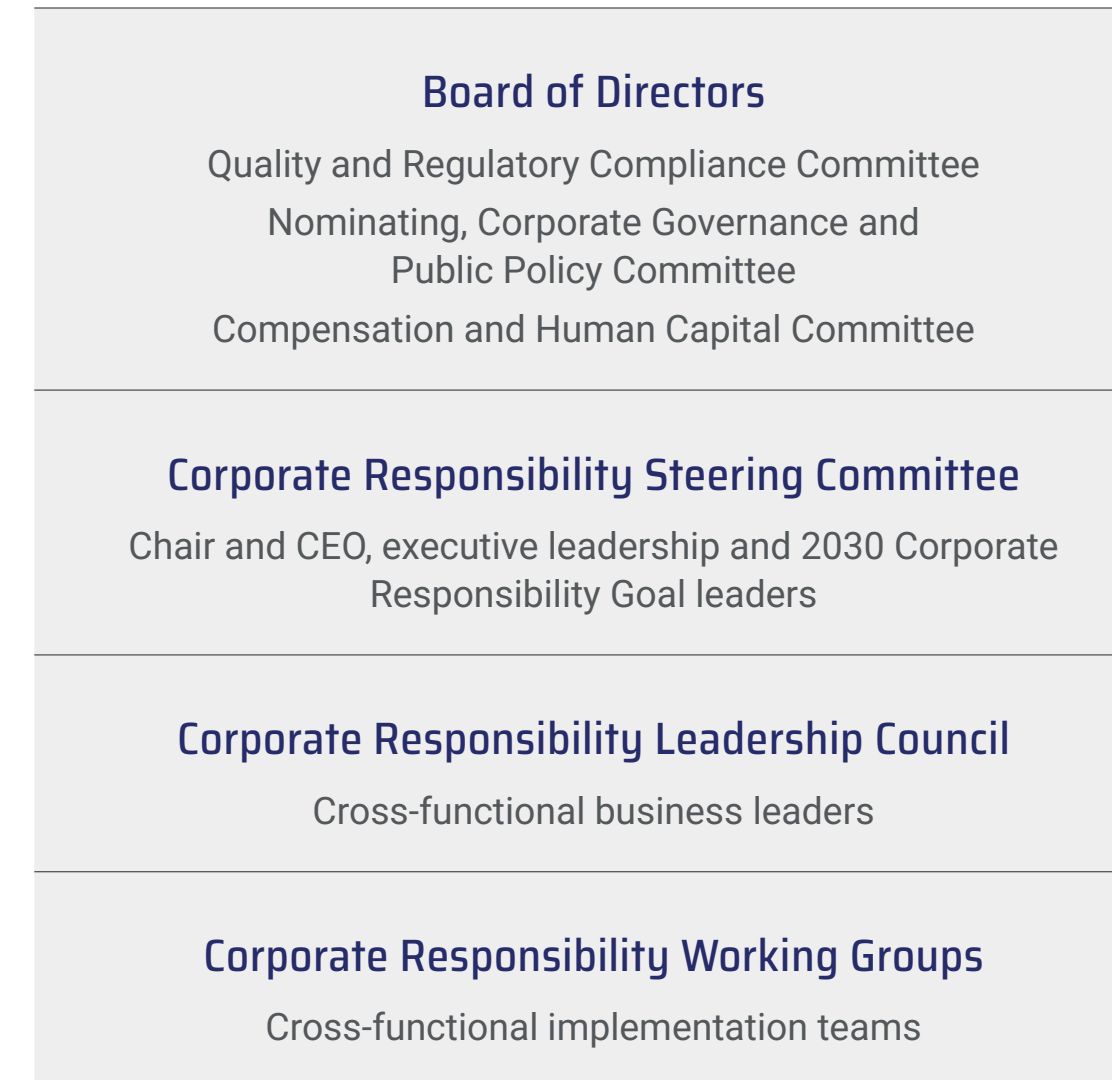 Board of Directors
Quality and Regulatory Compliance Committee
Nominating, Corporate Governance and
Public Policy Committee
Compensation and Human Capital Committee
Corporate Responsibility Steering Committee
Chair and CEO, executive leadership and 2030 Corporate
Responsibility Goal leaders
Corporate Responsibility Leadership Council
Cross-functional business leaders
Corporate Responsibility Working Groups
Cross-functional implementation teams